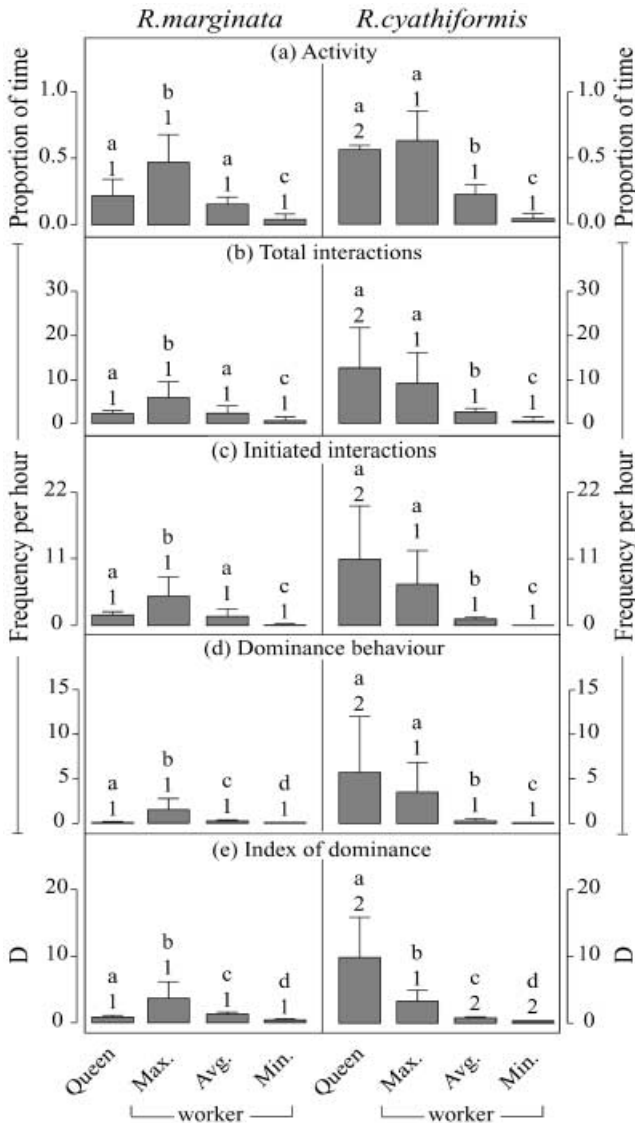 R.marginata R.cyathiformis
(a) Activity
Proportion of time
1.0
0.5
0.0
a b a c
1 1 1 1
a a b c
2 1 1 1
1.0
0.5
0.0
Proportion of time
(b) Total interactions
Frequency per hour
30
20
10
0
a b a c
1 1 1 1
a a b c
2 1 1 1
30
20
10
0
Frequency per hour
(c) Initiated interactions
22
11
0
a b a c
1 1 1 1
a a b c
2 1 1 1
22
11
0
(d) Dominance behaviour
15
10
5
0
a b c d
1 1 1 1
a a b c
2 1 1 1
15
10
5
0
(e) Index of dominance
D
20
10
0
a b c d
1 1 1 1
a b c d
2 1 2 2
20
10
0
D
Queen Max. Avg. Min. Queen Max. Avg. Min.
worker worker